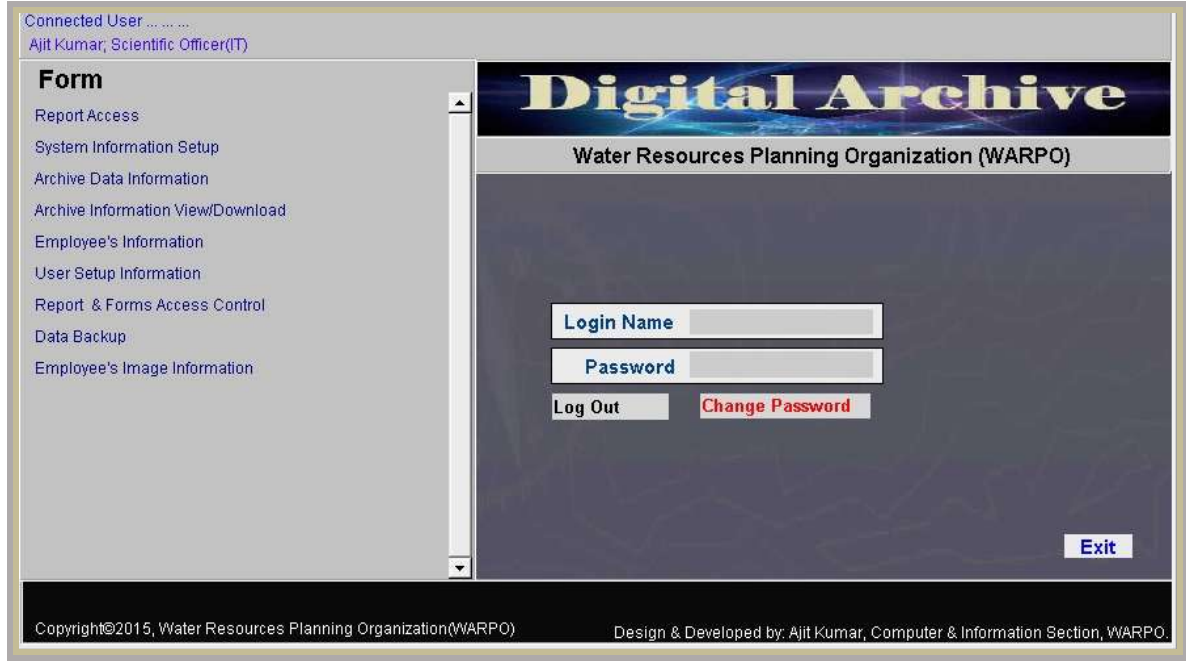 Connected User ... ... ...
Ajit Kumar; Scientific Officer(IT)
Form
Report Access
System Information Setup
Archive Data Information
Archive Information View/Download
Employee's Information
User Setup Information
Report & Forms Access Control
Data Backup
Employee's Image Information
Digital Archive
Water Resources Planning Organization (WARPO)
Login Name
Password
Log Out
Change Password
Exit
Copyright©2015, Water Resources Planning Organization(WARPO)
Design & Developed by: Ajit Kumar, Computer & Information Section, WARPO.